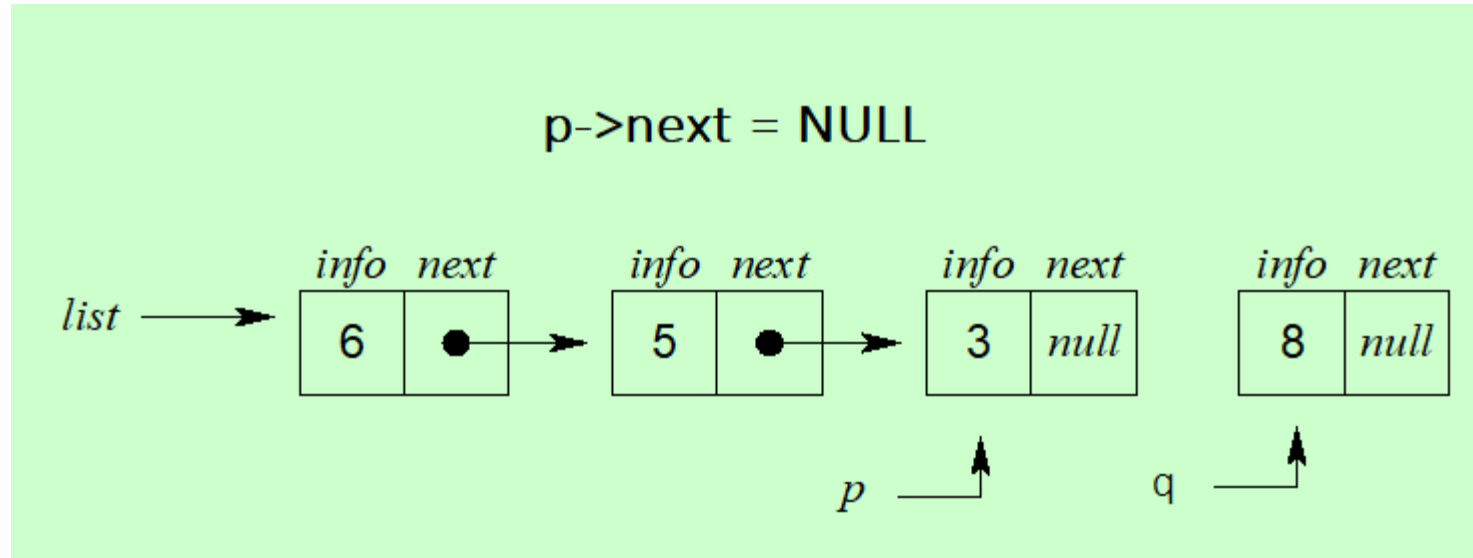 p->next = NULL
info next info next info next info next
list 6 5 3 null 8 null
p q